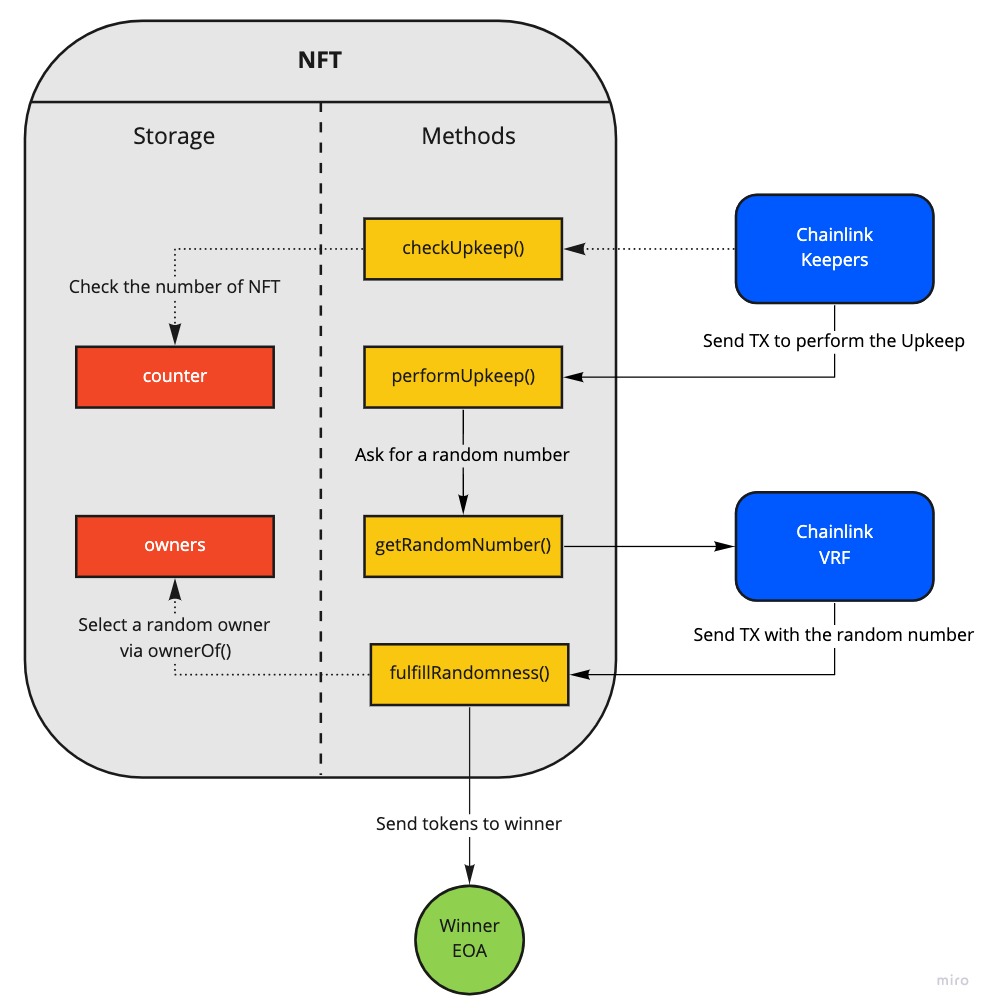 NFT
Storage
Methods
checkUpkeep()
Chainlink
Keepers
Check the number of NFT
Send TX to perform the Upkeep
counter
performUpkeep()
Ask for a random number
owners
getRandomNumber()
Chainlink
VRF
Select a random owner
via ownerOf()
Send TX with the random number
fulfillRandomness()
Send tokens to winner
Winner
EOA
miro